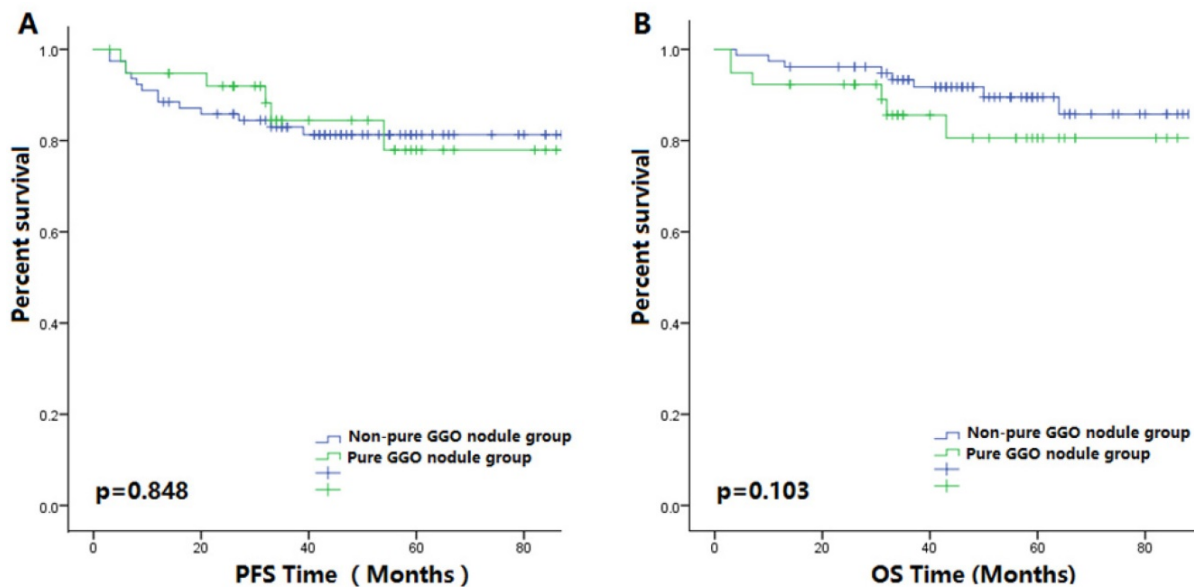 A
Percent survival
1.0
0.8
0.6
0.4
0.2
0.0
Non-pure GGO nodule group
Pure GGO nodule group
p=0.848
0 20 40 60 80
PFS Time ( Months )
B
Percent survival
1.0
0.8
0.6
0.4
0.2
0.0
Non-pure GGO nodule group
Pure GGO nodule group
p=0.103
0 20 40 60 80
OS Time (Months)